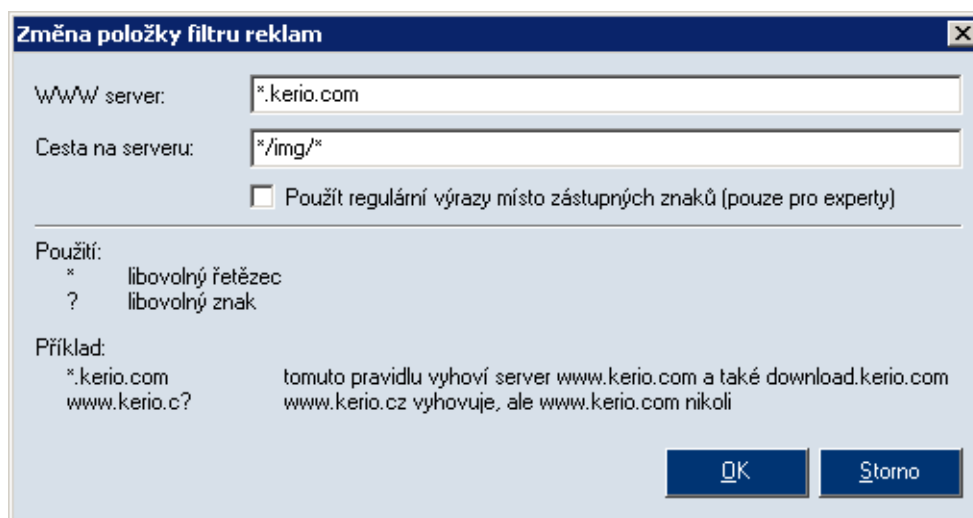 Změna položky filtru reklam
WWW server: *.kerio.com
Cesta na serveru: */img/*
Použít regulární výrazy místo zástupných znaků (pouze pro experty)
Použití:
* libovolný řetězec
? libovolný znak
Příklad:
*.kerio.com tomuto pravidlu vyhoví server www.kerio.com a také download.kerio.com
www.kerio.c? www.kerio.cz vyhovuje, ale www.kerio.com nikoli
OK Storno